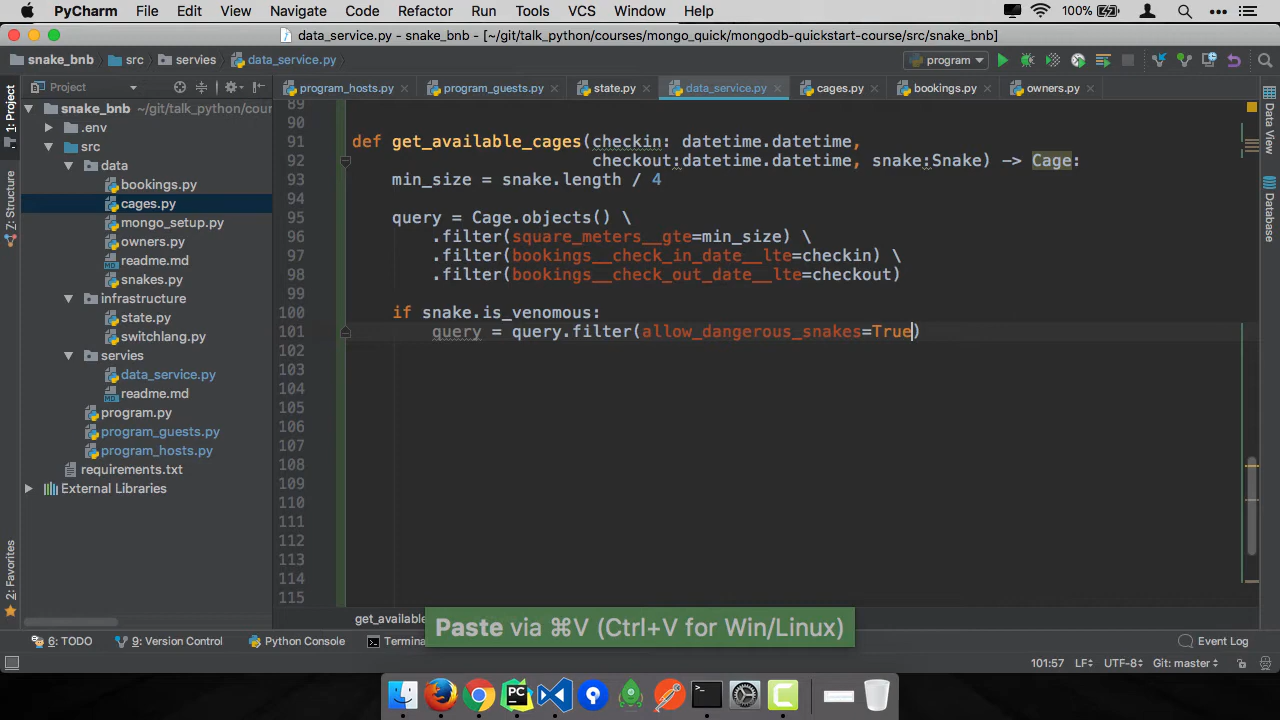 PyCharm File Edit View Navigate Code Refactor Run Tools VCS Window Help 100%
data_service.py - snake_bnb - [~/git/talk_python/courses/mongo_quick/mongodb-quickstart-course/src/snake_bnb]
snake_bnb src servies data_service.py program
Project program_hosts.py program_guests.py state.py data_service.py cages.py bookings.py owners.py
1: Project
7: Structure
2: Favorites
Data View
Database
snake_bnb ~/git/talk_python/cour
.env
src
data
bookings.py
cages.py
mongo_setup.py
owners.py
readme.md
snakes.py
infrastructure
state.py
switchlang.py
servies
data_service.py
readme.md
program.py
program_guests.py
program_hosts.py
requirements.txt
External Libraries
89
90
91 def get_available_cages(checkin: datetime.datetime,
92 checkout:datetime.datetime, snake:Snake) -> Cage:
93 min_size = snake.length / 4
94
95 query = Cage.objects() \
96 .filter(square_meters__gte=min_size) \
97 .filter(bookings__check_in_date__lte=checkin) \
98 .filter(bookings__check_out_date__lte=checkout)
99
100 if snake.is_venomous:
101 query = query.filter(allow_dangerous_snakes=True)
102
103
104
105
106
107
108
109
110
111
112
113
114
115
get_available
Paste via ⌘V (Ctrl+V for Win/Linux)
6: TODO 9: Version Control Python Console Termin Event Log
101:57 LF÷ UTF-8÷ Git: master÷